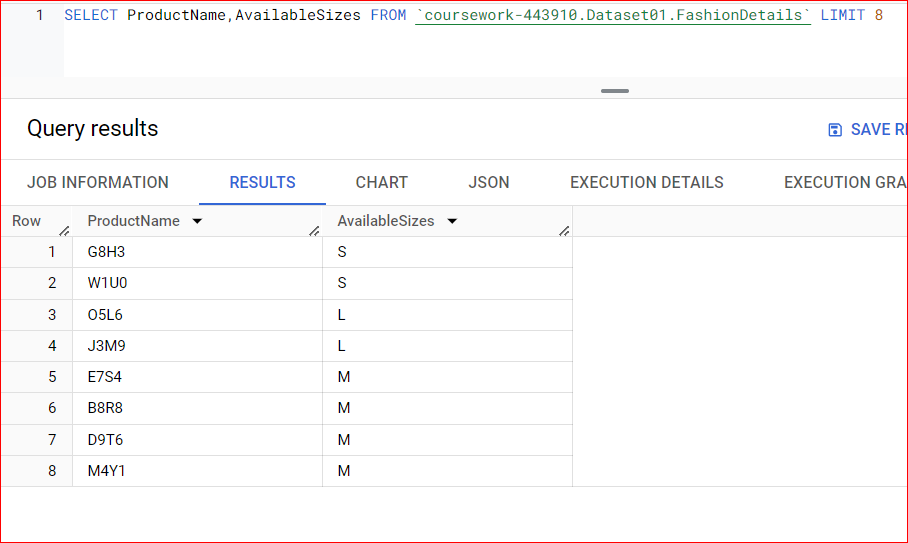 1 SELECT ProductName,AvailableSizes FROM `coursework-443910.Dataset01.FashionDetails` LIMIT 8
Query results SAVE RE
JOB INFORMATION RESULTS CHART JSON EXECUTION DETAILS EXECUTION GRA
Row ProductName AvailableSizes
1 G8H3 S
2 W1U0 S
3 O5L6 L
4 J3M9 L
5 E7S4 M
6 B8R8 M
7 D9T6 M
8 M4Y1 M